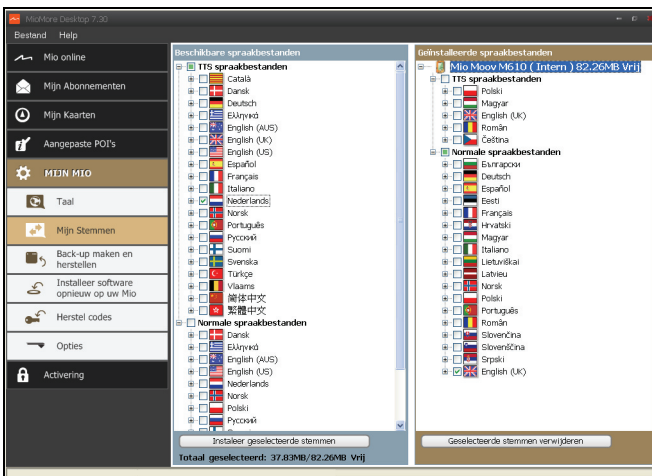 MioMore Desktop 7.30
Bestand Help
Mio online
Mijn Abonnementen
Mijn Kaarten
Aangepaste POI's
MIJN MIO
Taal
Mijn Stemmen
Back-up maken en
herstellen
Installeer software
opnieuw op uw Mio
Herstel codes
Opties
Activering
Beschikbare spraakbestanden
TTS spraakbestanden
Català
Dansk
Deutsch
Ελληνικά
English (AUS)
English (UK)
English (US)
Español
Français
Italiano
Nederlands
Norsk
Português
Русский
Suomi
Svenska
Türkçe
Vlaams
简体中文
繁體中文
Normale spraakbestanden
Dansk
Ελληνικά
English (AUS)
English (US)
Nederlands
Norsk
Polski
Русский
Instaleer geselecteerde stemmen
Totaal geselecteerd: 37.83MB/82.26MB Vrij
Geïnstalleerde spraakbestanden
Mio Moov M610 ( Intern ) 82.26MB Vrij
TTS spraakbestanden
Polski
Magyar
English (UK)
Român
Čeština
Normale spraakbestanden
Български
Deutsch
Español
Eesti
Français
Hrvatski
Magyar
Italiano
Lietuviškai
Latvieu
Norsk
Polski
Português
Român
Slovenčina
Slovenščina
Srpski
English (UK)
Geselecteerde stemmen verwijderen